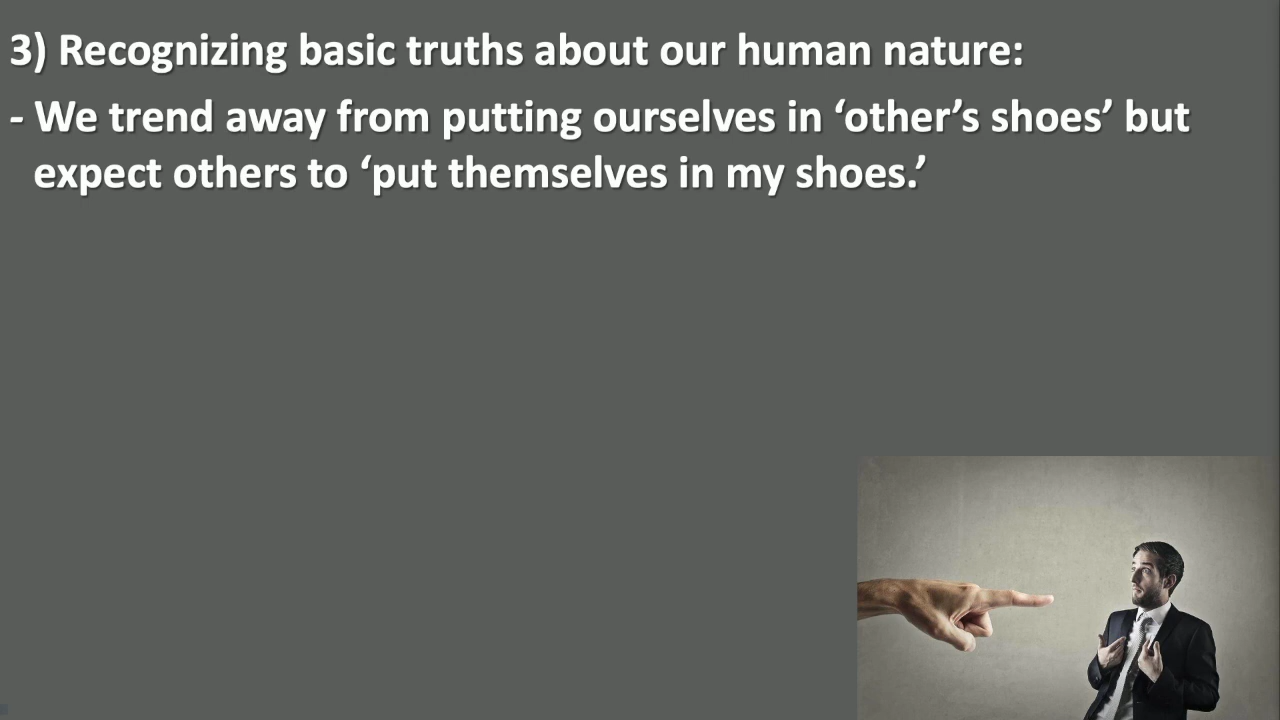 3) Recognizing basic truths about our human nature:
- We trend away from putting ourselves in ‘other’s shoes’ but
expect others to ‘put themselves in my shoes.’